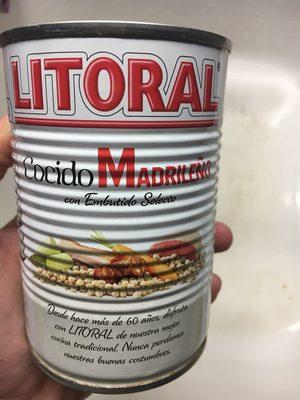 LITORAL
Cocido MADRILEÑO
con Embutido Selecto
Desde hace más de 60 años, disfruta
con LITORAL de nuestra mejor
cocina tradicional. Nunca perdamos
nuestras buenas costumbres.